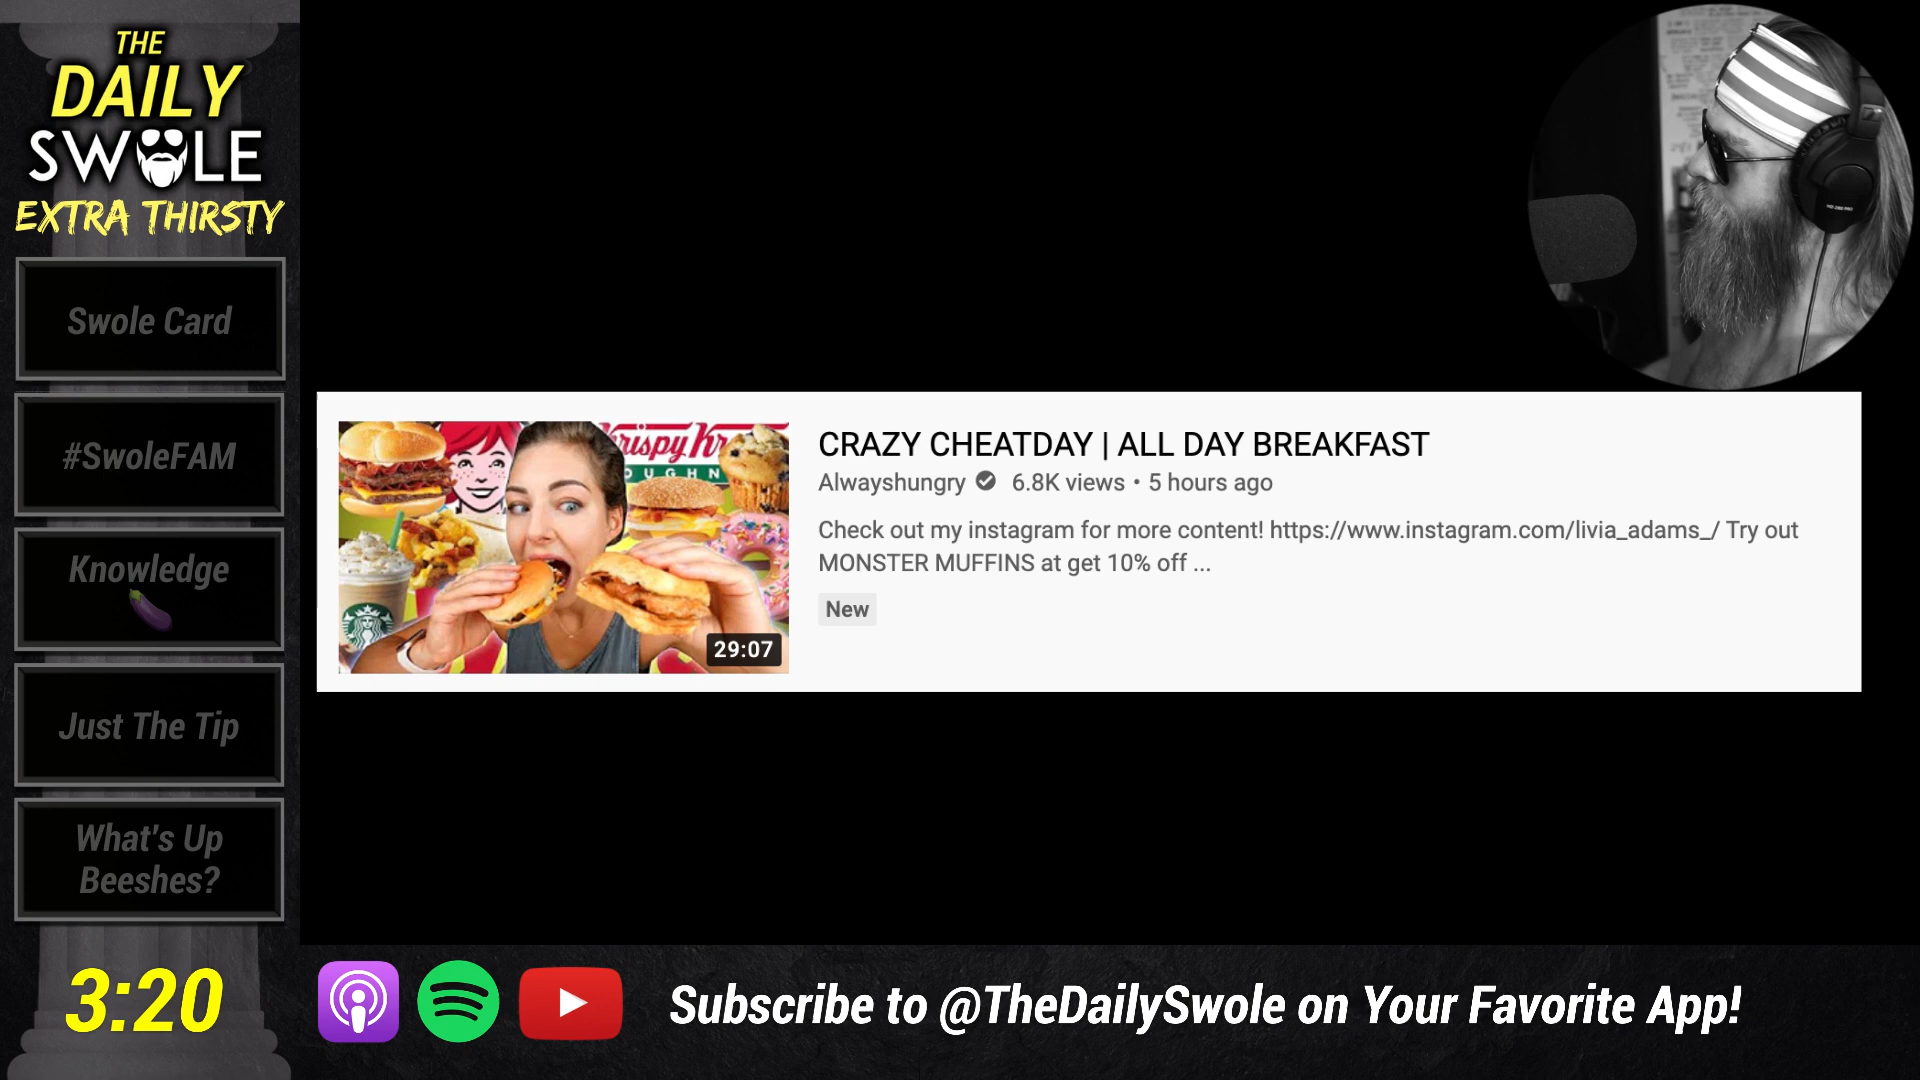 THE
DAILY
SWOLE
EXTRA THIRSTY
Swole Card
#SwoleFAM
Knowledge
Just The Tip
What's Up
Beeshes?
3:20
Krispy Kr
OUGHN
29:07
CRAZY CHEATDAY | ALL DAY BREAKFAST
Alwayshungry 6.8K views • 5 hours ago
Check out my instagram for more content! https://www.instagram.com/livia_adams_/ Try out
MONSTER MUFFINS at get 10% off ...
New
Subscribe to @TheDailySwole on Your Favorite App!